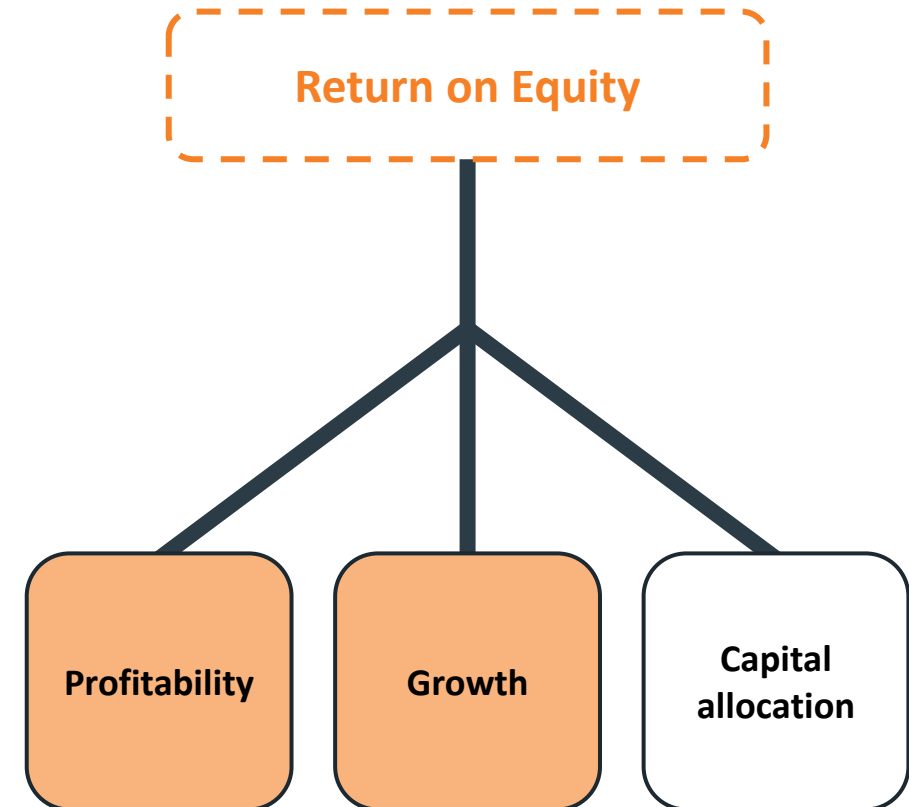 Return on Equity
Profitability
Growth
Capital
allocation